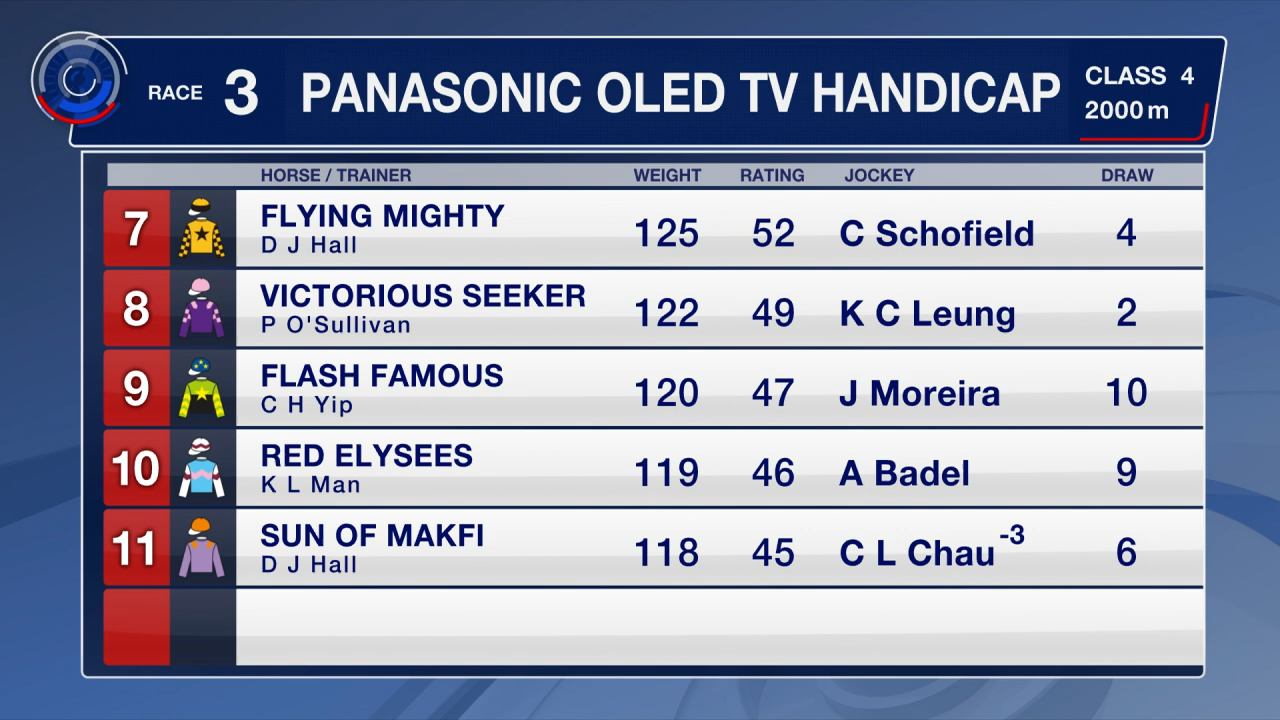 RACE 3 PANASONIC OLED TV HANDICAP CLASS 4
2000m
HORSE / TRAINER WEIGHT RATING JOCKEY DRAW
7 FLYING MIGHTY 125 52 C Schofield 4
D J Hall
8 VICTORIOUS SEEKER 122 49 K C Leung 2
P O'Sullivan
9 FLASH FAMOUS 120 47 J Moreira 10
C H Yip
10 RED ELYSEES 119 46 A Badel 9
K L Man
11 SUN OF MAKFI 118 45 C L Chau -3 6
D J Hall